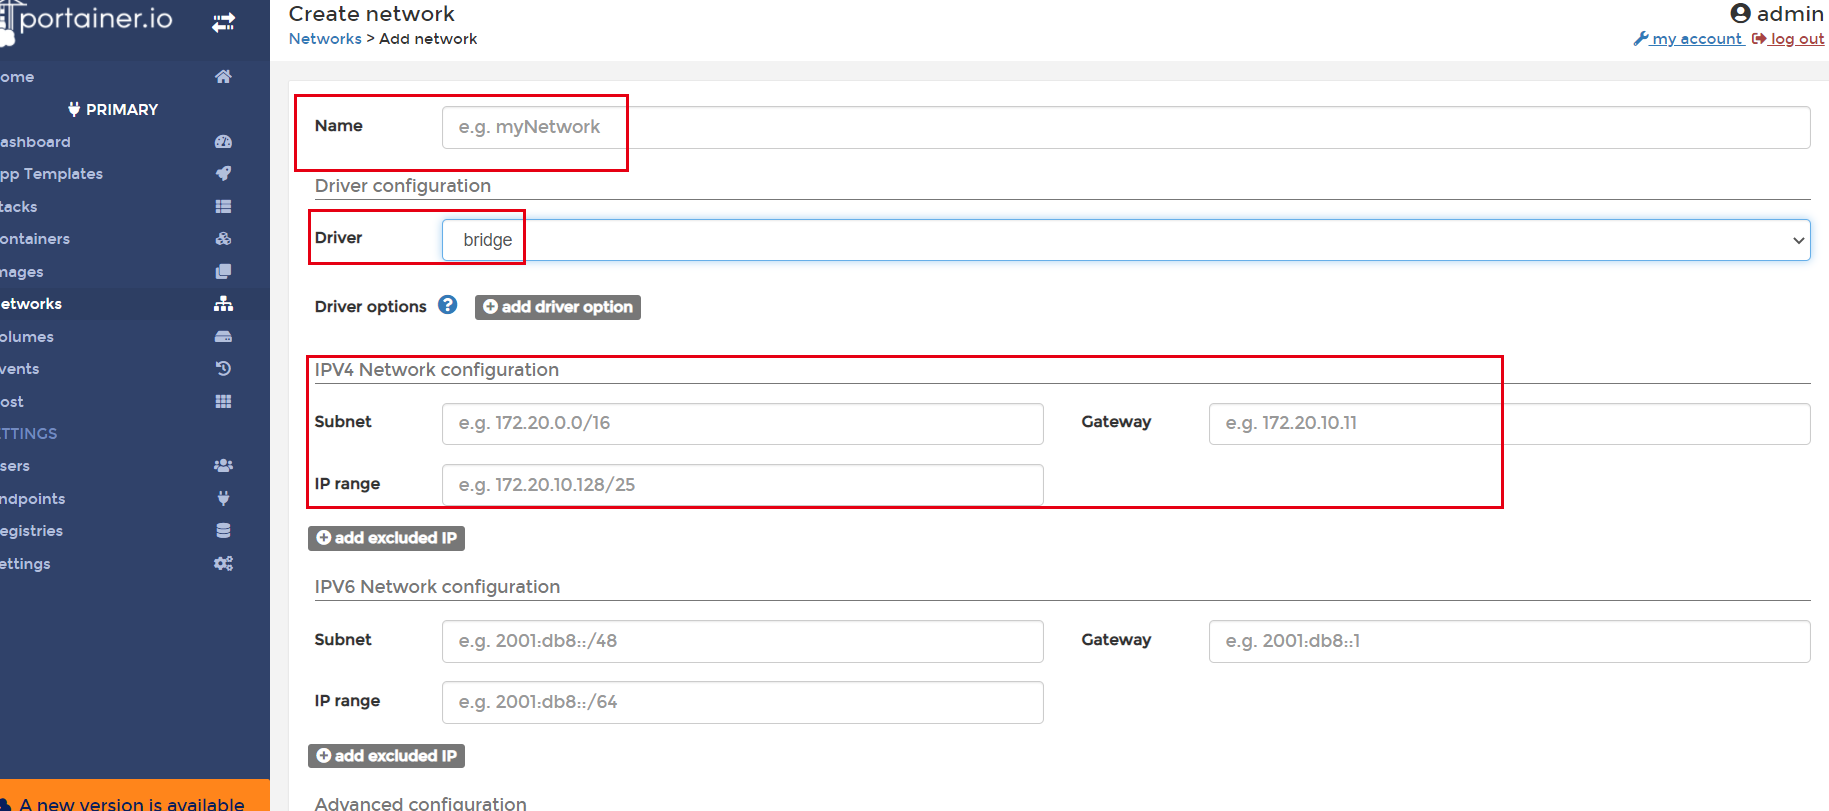 portainer.io
Create network
admin
Networks > Add network
my account log out
ome
PRIMARY
ashboard
pp Templates
tacks
ontainers
mages
etworks
olumes
vents
ost
ETTINGS
sers
ndpoints
egistries
ettings
A new version is available
Name e.g. myNetwork
Driver configuration
Driver bridge
Driver options ? add driver option
IPV4 Network configuration
Subnet e.g. 172.20.0.0/16 Gateway e.g. 172.20.10.11
IP range e.g. 172.20.10.128/25
add excluded IP
IPV6 Network configuration
Subnet e.g. 2001:db8::/48 Gateway e.g. 2001:db8::1
IP range e.g. 2001:db8::/64
add excluded IP
Advanced configuration